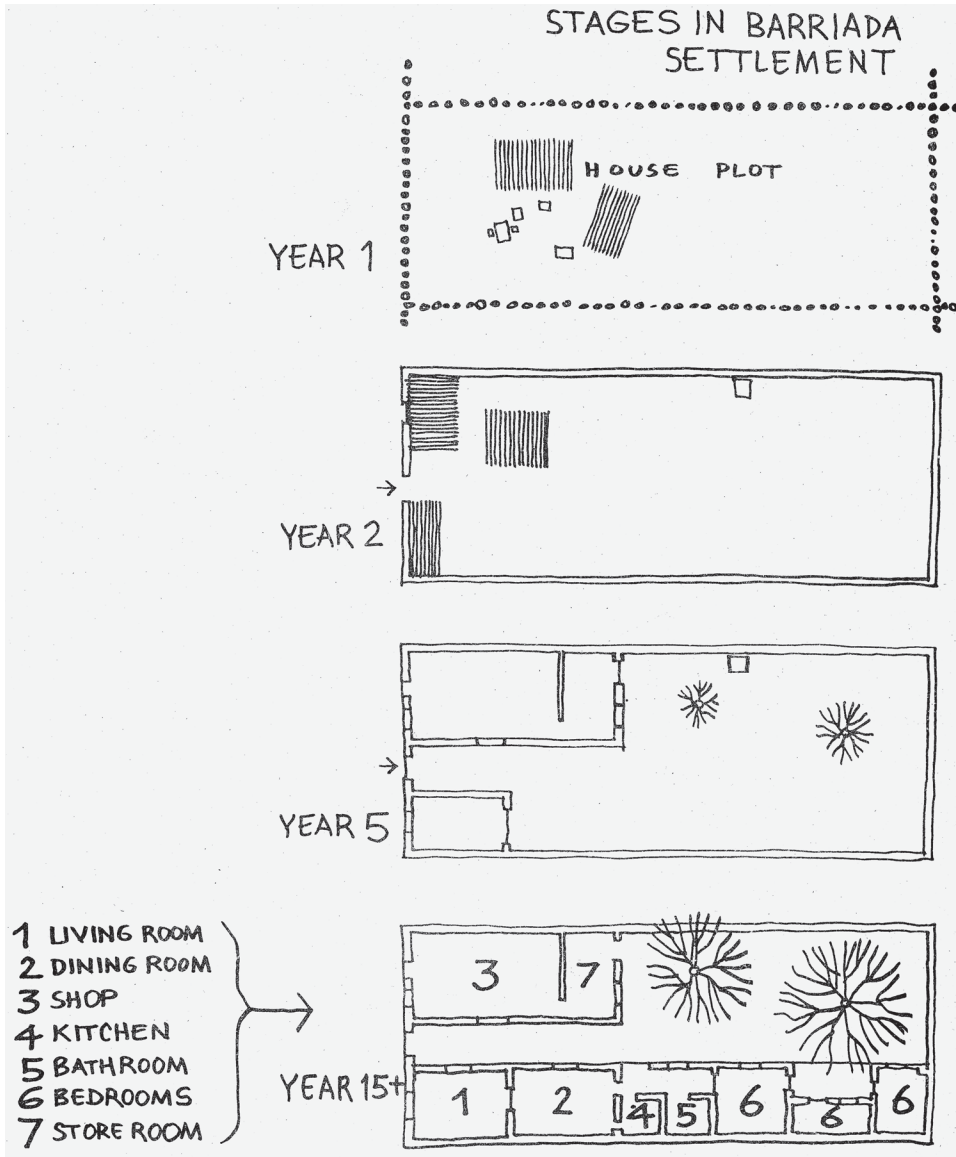 STAGES IN BARRIADA
SETTLEMENT
HOUSE PLOT
YEAR 1
YEAR 2
YEAR 5
1 LIVING ROOM
2 DINING ROOM
3 SHOP
4 KITCHEN
5 BATHROOM
6 BEDROOMS
7 STORE ROOM
YEAR 15+
3 7
1 2 4 5 6 6 6